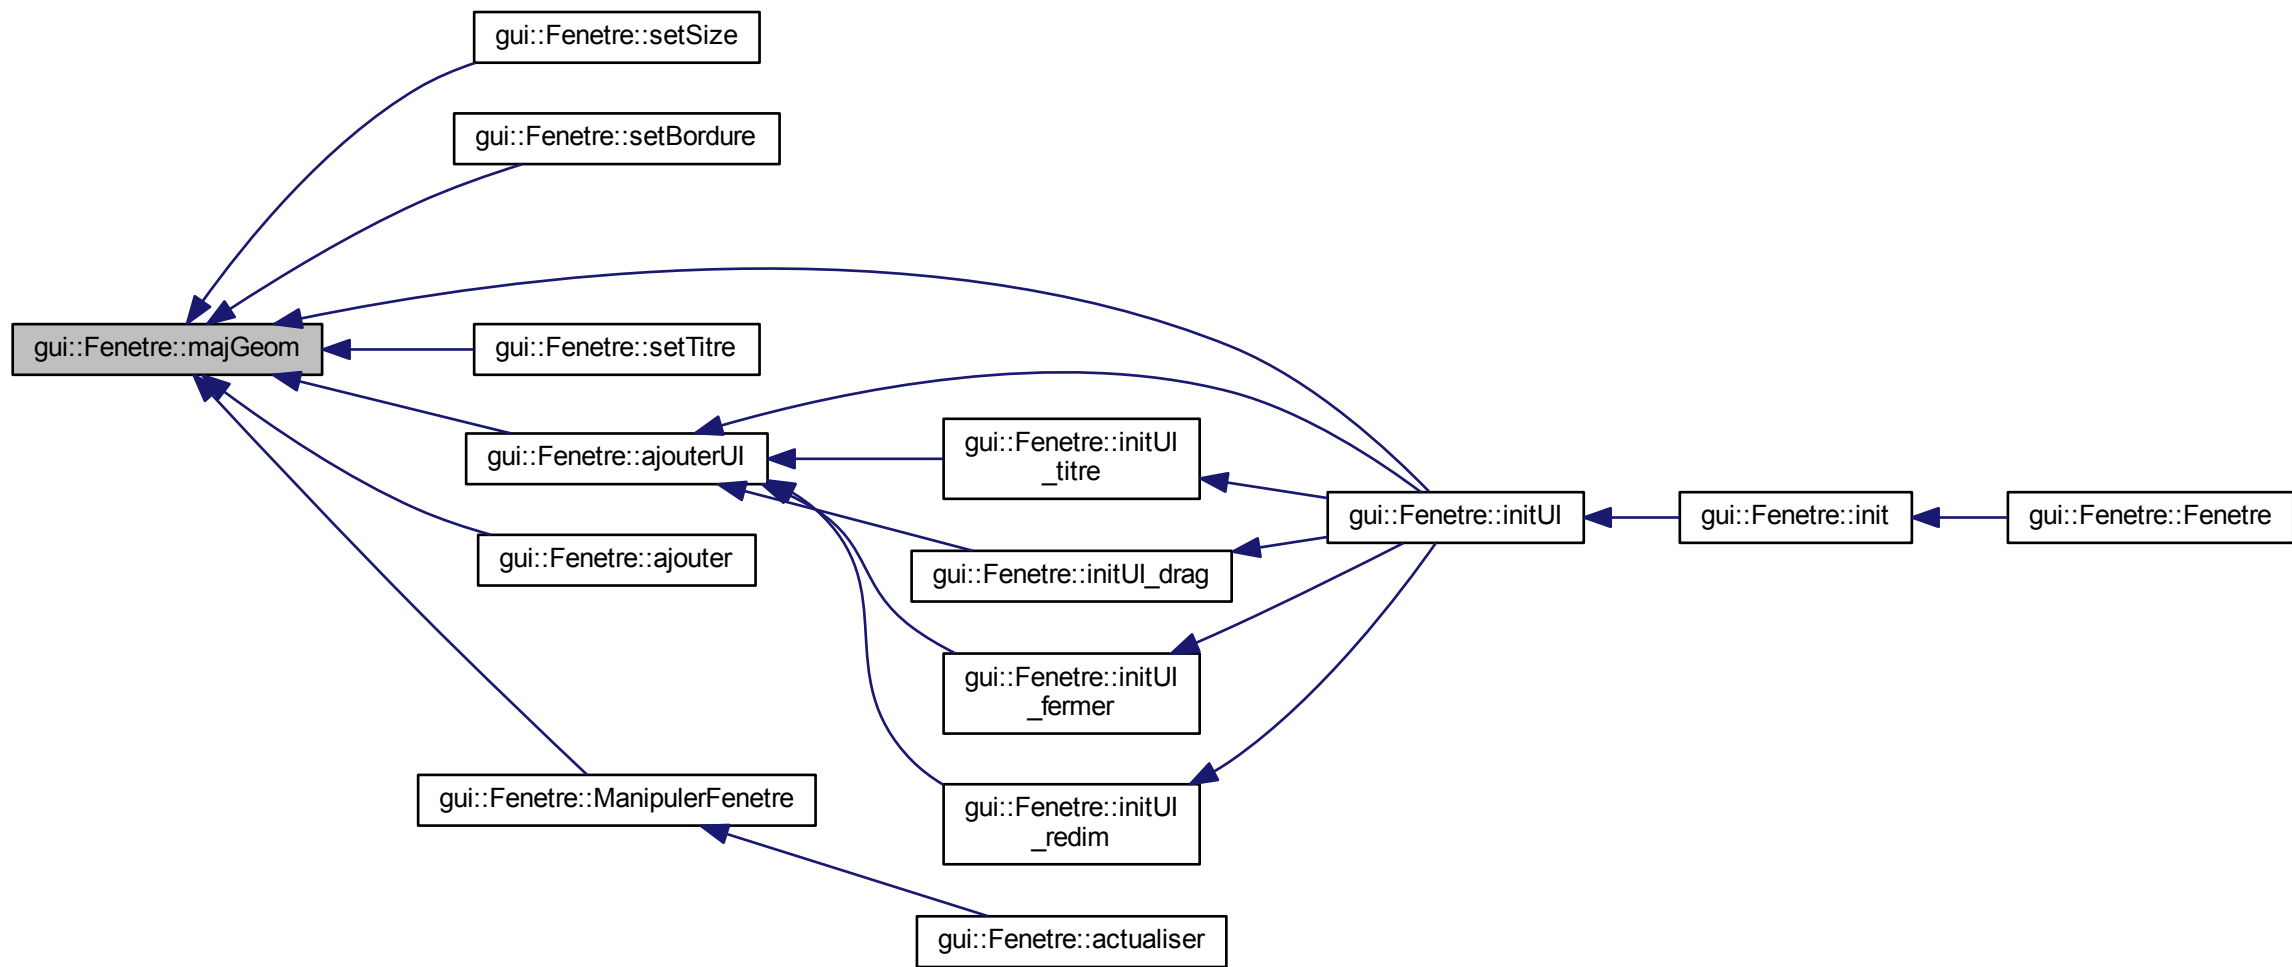 gui::Fenetre::setSize
gui::Fenetre::setBordure
gui::Fenetre::majGeom
gui::Fenetre::setTitre
gui::Fenetre::ajouterUI
gui::Fenetre::initUI
_titre
gui::Fenetre::initUI
gui::Fenetre::init
gui::Fenetre::Fenetre
gui::Fenetre::ajouter
gui::Fenetre::initUI_drag
gui::Fenetre::initUI
_fermer
gui::Fenetre::ManipulerFenetre
gui::Fenetre::initUI
_redim
gui::Fenetre::actualiser